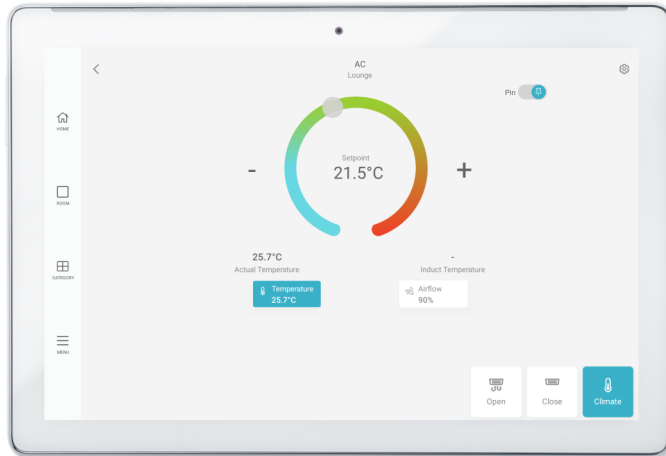 AC
Lounge
Pin
HOME
Setpoint
21.5°C
-
+
ROOM
25.7°C
Actual Temperature
-
Induct Temperature
CATEGORY
Temperature
25.7°C
Airflow
90%
MENU
Open
Close
Climate